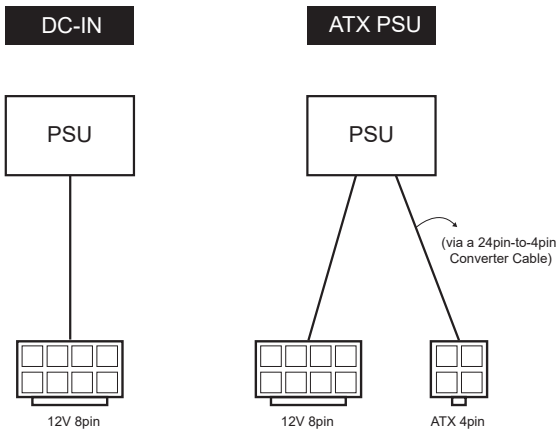 DC-IN
ATX PSU
PSU
PSU
(via a 24pin-to-4pin
Converter Cable)
12V 8pin
12V 8pin
ATX 4pin